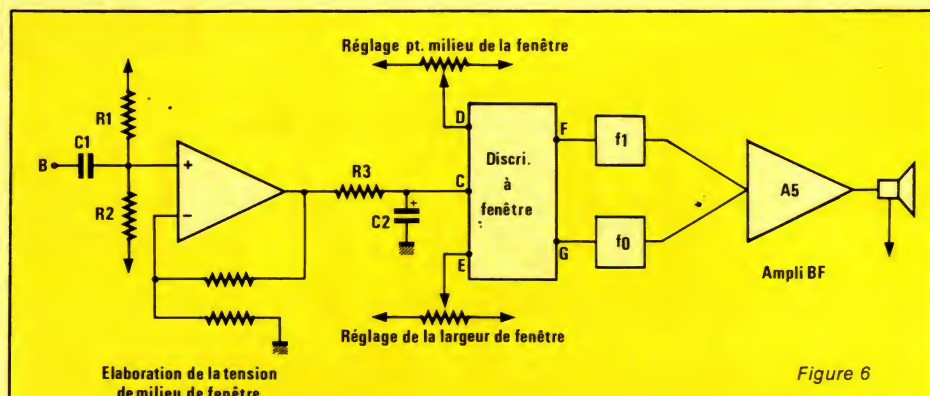 Réglage pt. milieu de la fenêtre
R1
D
F
f1
C1
B
Discri.
à
fenêtre
R3
C
A5
R2
C2
+
−
+
E
G
f0
Ampli BF
Réglage de la largeur de fenêtre
Elaboration de la tension
de milieu de fenêtre
Figure 6